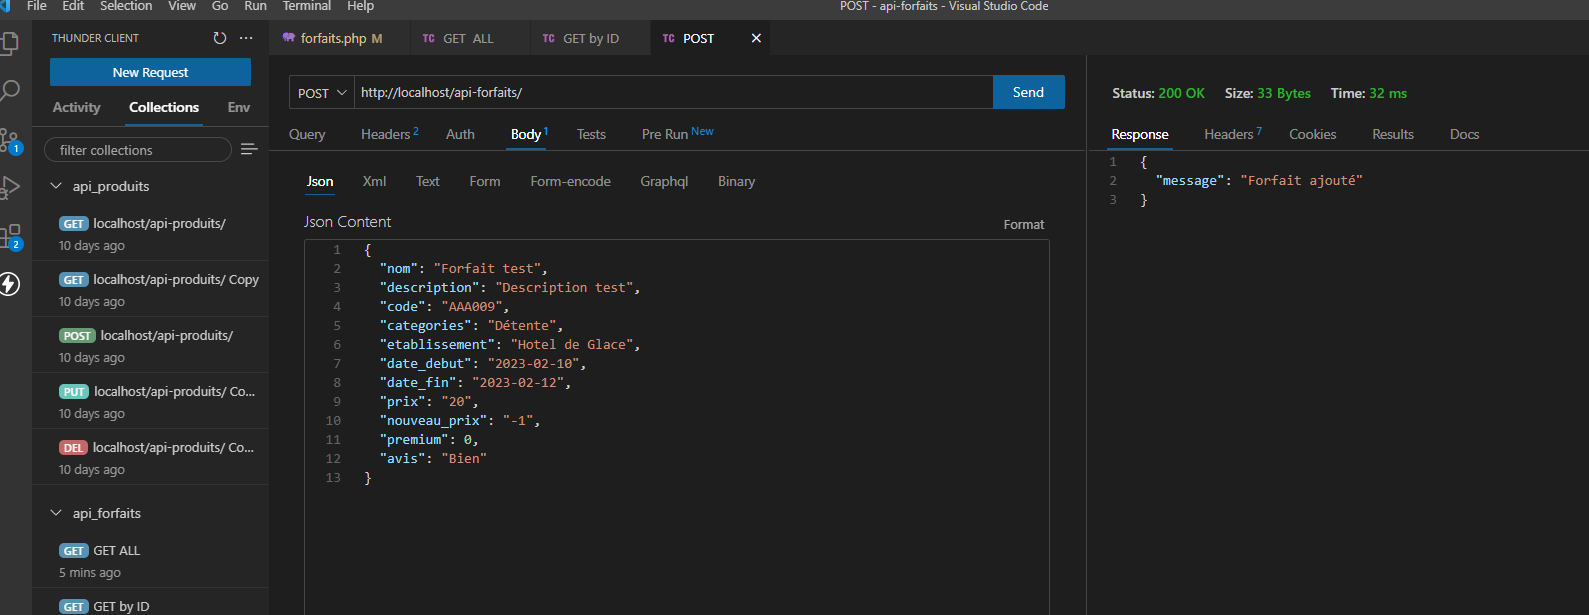 File Edit Selection View Go Run Terminal Help
POST - api-forfaits - Visual Studio Code
THUNDER CLIENT
New Request
Activity Collections Env
filter collections
api_produits
GET localhost/api-produits/
10 days ago
GET localhost/api-produits/ Copy
10 days ago
POST localhost/api-produits/
10 days ago
PUT localhost/api-produits/ Co...
10 days ago
DEL localhost/api-produits/ Co...
10 days ago
api_forfaits
GET GET ALL
5 mins ago
GET GET by ID
1
2
forfaits.php M
TC GET ALL
TC GET by ID
TC POST
POST http://localhost/api-forfaits/ Send
Query Headers 2 Auth Body 1 Tests Pre Run New
Json Xml Text Form Form-encode Graphql Binary
Json Content
Format
1 {
2 "nom": "Forfait test",
3 "description": "Description test",
4 "code": "AAA009",
5 "categories": "Détente",
6 "etablissement": "Hotel de Glace",
7 "date_debut": "2023-02-10",
8 "date_fin": "2023-02-12",
9 "prix": "20",
10 "nouveau_prix": "-1",
11 "premium": 0,
12 "avis": "Bien"
13 }
Status: 200 OK Size: 33 Bytes Time: 32 ms
Response Headers 7 Cookies Results Docs
1 {
2 "message": "Forfait ajouté"
3 }